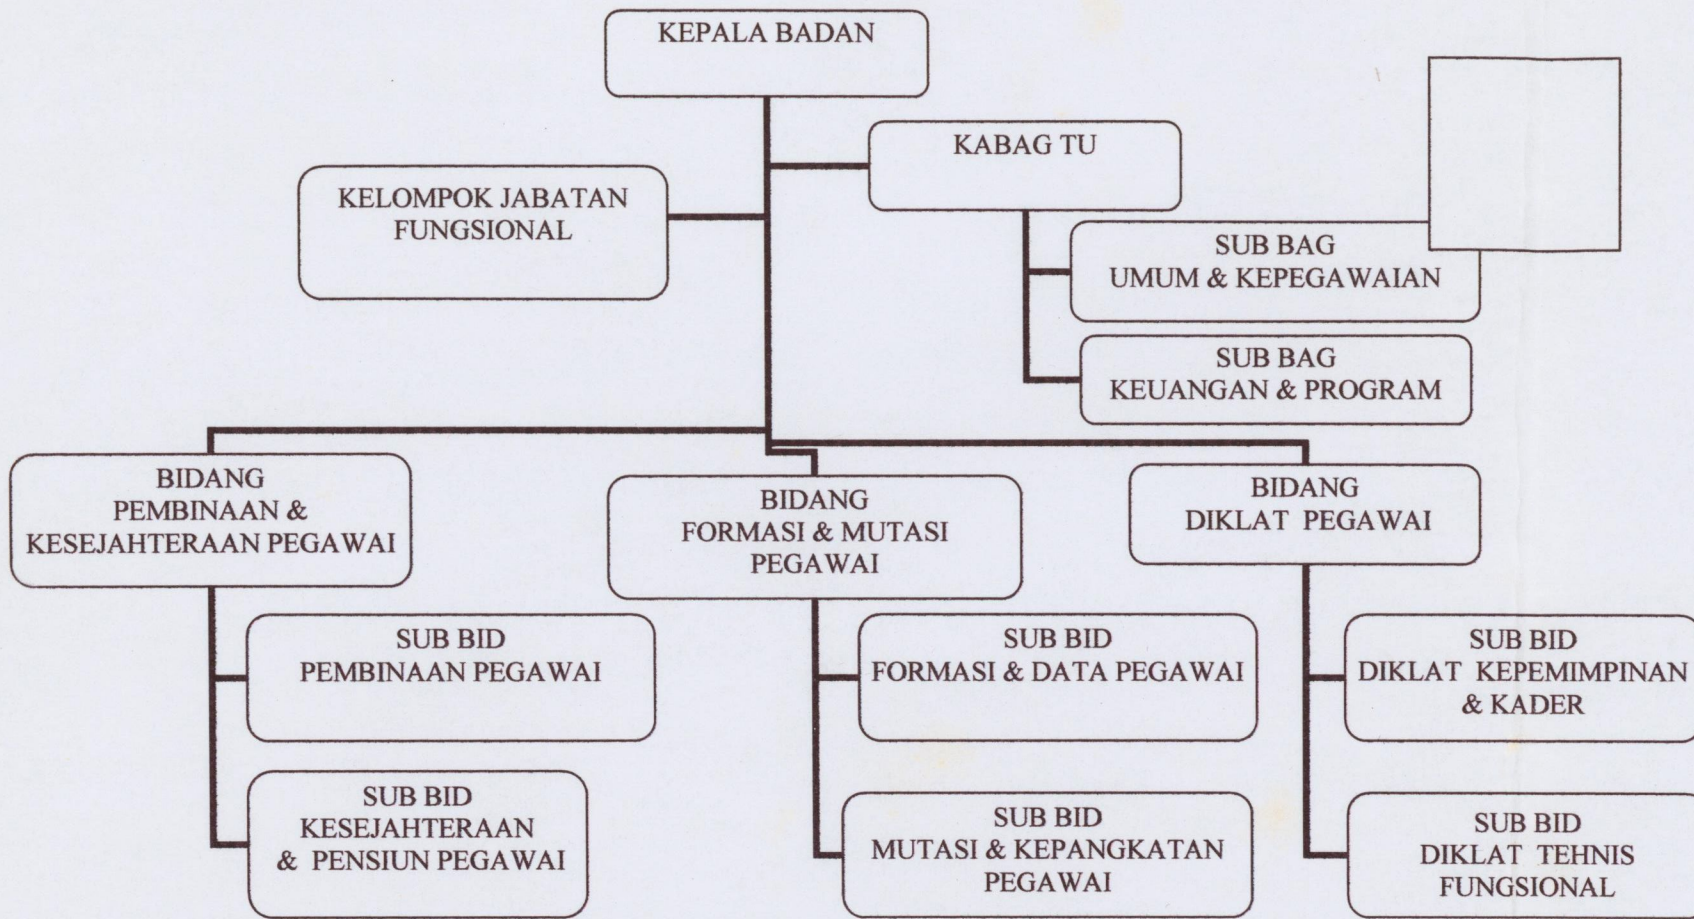 KEPALA BADAN
KABAG TU
KELOMPOK JABATAN
FUNGSIONAL
SUB BAG
UMUM & KEPEGAWAIAN
SUB BAG
KEUANGAN & PROGRAM
BIDANG
PEMBINAAN &
KESEJAHTERAAN PEGAWAI
BIDANG
FORMASI & MUTASI
PEGAWAI
BIDANG
DIKLAT PEGAWAI
SUB BID
PEMBINAAN PEGAWAI
SUB BID
FORMASI & DATA PEGAWAI
SUB BID
DIKLAT KEPEMIMPINAN
& KADER
SUB BID
KESEJAHTERAAN
& PENSIUN PEGAWAI
SUB BID
MUTASI & KEPANGKATAN
PEGAWAI
SUB BID
DIKLAT TEHNIS
FUNGSIONAL